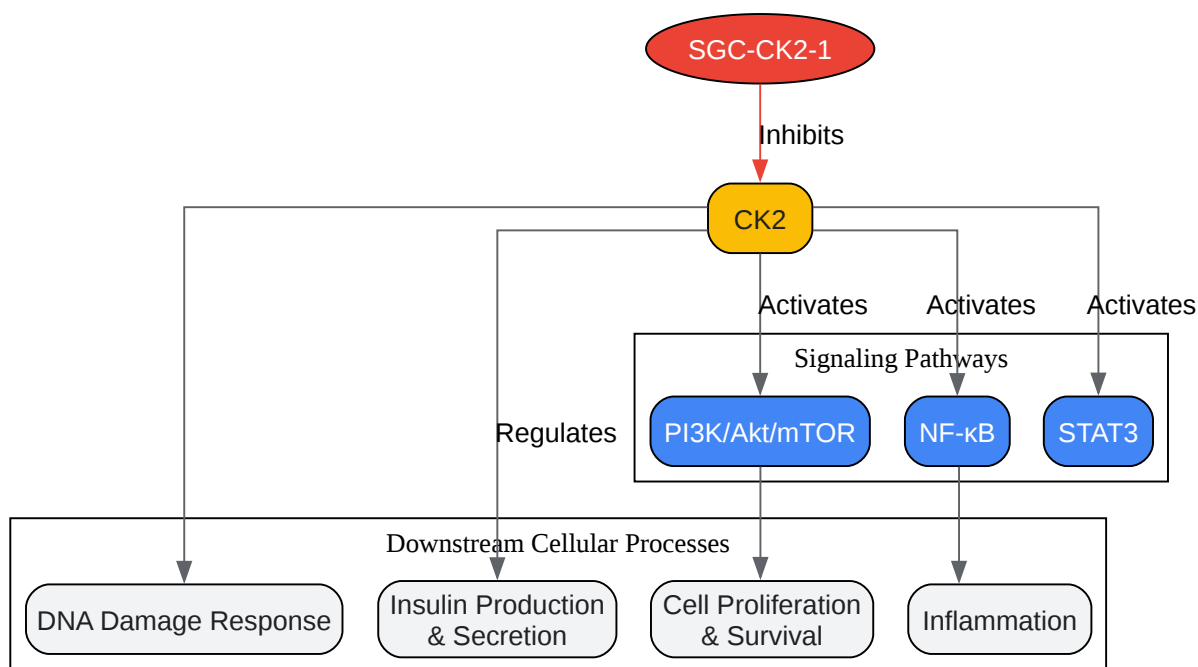 SGC-CK2-1
Inhibits
CK2
Activates
Activates
Activates
Signaling Pathways
PI3K/Akt/mTOR
NF-κB
STAT3
Regulates
Downstream Cellular Processes
DNA Damage Response
Insulin Production
& Secretion
Cell Proliferation
& Survival
Inflammation